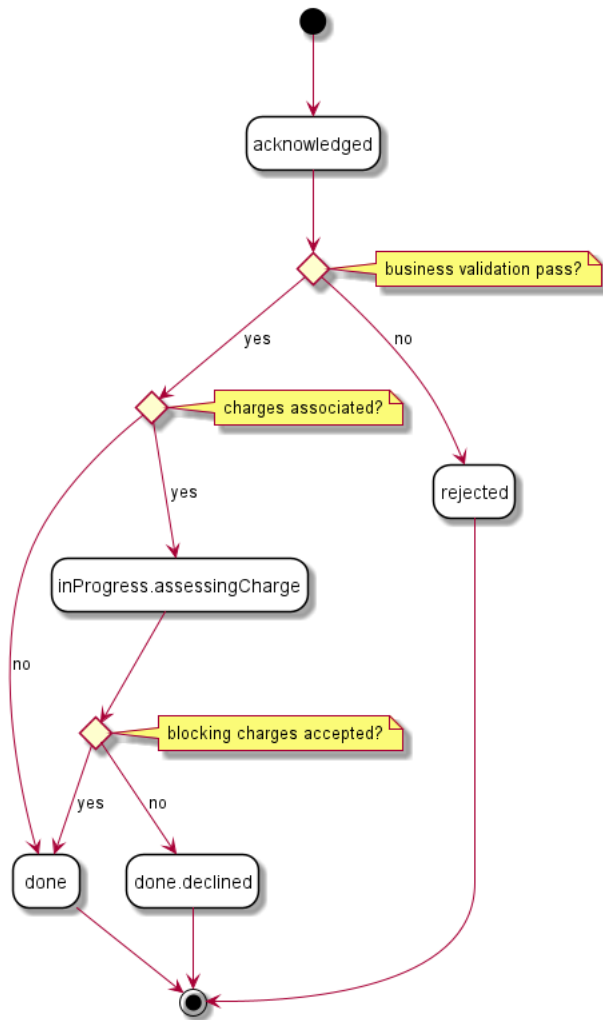 acknowledged
business validation pass?
yes
no
charges associated?
yes
rejected
inProgress.assessingCharge
no
blocking charges accepted?
yes
no
done
done.declined